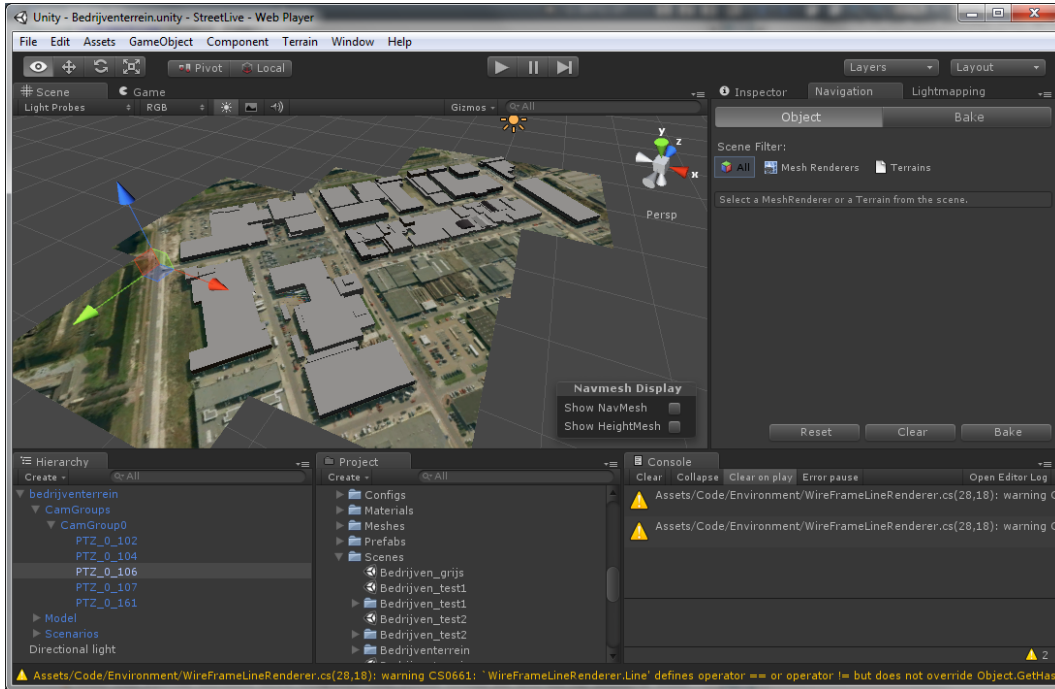 Unity - Bedrijventerrein.unity - StreetLive - Web Player
File Edit Assets GameObject Component Terrain Window Help
Pivot Local Layers Layout
Scene Game
Light Probes RGB Gizmos All
y
z
x
Persp
Navmesh Display
Show NavMesh
Show HeightMesh
Inspector Navigation Lightmapping
Object Bake
Scene Filter:
All Mesh Renderers Terrains
Select a MeshRenderer or a Terrain from the scene.
Reset Clear Bake
Hierarchy
Create All
bedrijventerrein
CamGroups
CamGroup0
PTZ_0_102
PTZ_0_104
PTZ_0_106
PTZ_0_107
PTZ_0_161
Model
Scenarios
Directional light
Project
Create All
Configs
Materials
Meshes
Prefabs
Scenes
Bedrijven_grijs
Bedrijven_test1
Bedrijven_test1
Bedrijven_test2
Bedrijven_test2
Bedrijventerrein
Console
Clear Collapse Clear on play Error pause Open Editor Log
Assets/Code/Environment/WireFrameLineRenderer.cs(28,18): warning C
Assets/Code/Environment/WireFrameLineRenderer.cs(28,18): warning C
2
Assets/Code/Environment/WireFrameLineRenderer.cs(28,18): warning CS0661: `WireFrameLineRenderer.Line' defines operator == or operator != but does not override Object.GetHas